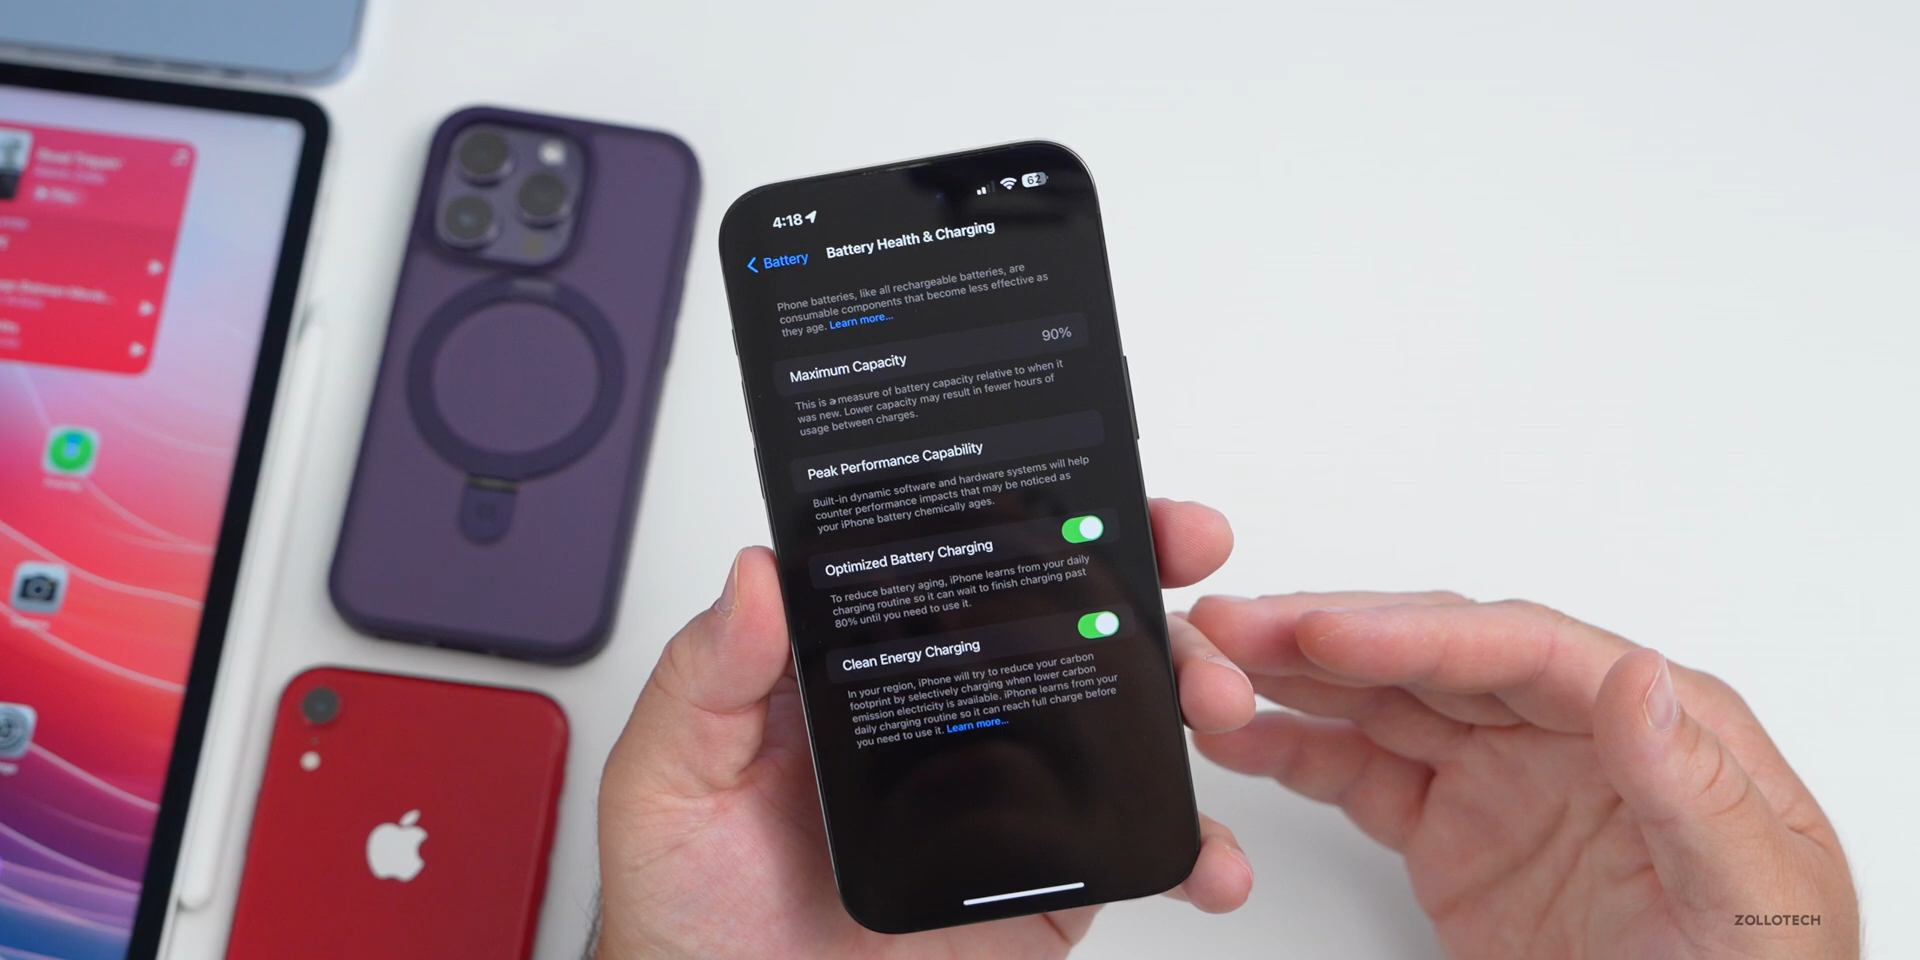 4:18
62
Battery
Battery Health & Charging
Phone batteries, like all rechargeable batteries, are
consumable components that become less effective as
they age. Learn more...
Maximum Capacity
90%
This is a measure of battery capacity relative to when it
was new. Lower capacity may result in fewer hours of
usage between charges.
Peak Performance Capability
Built-in dynamic software and hardware systems will help
counter performance impacts that may be noticed as
your iPhone battery chemically ages.
Optimized Battery Charging
To reduce battery aging, iPhone learns from your daily
charging routine so it can wait to finish charging past
80% until you need to use it.
Clean Energy Charging
In your region, iPhone will try to reduce your carbon
footprint by selectively charging when lower carbon
emission electricity is available. iPhone learns from your
daily charging routine so it can reach full charge before
you need to use it. Learn more...
ZOLLOTECH